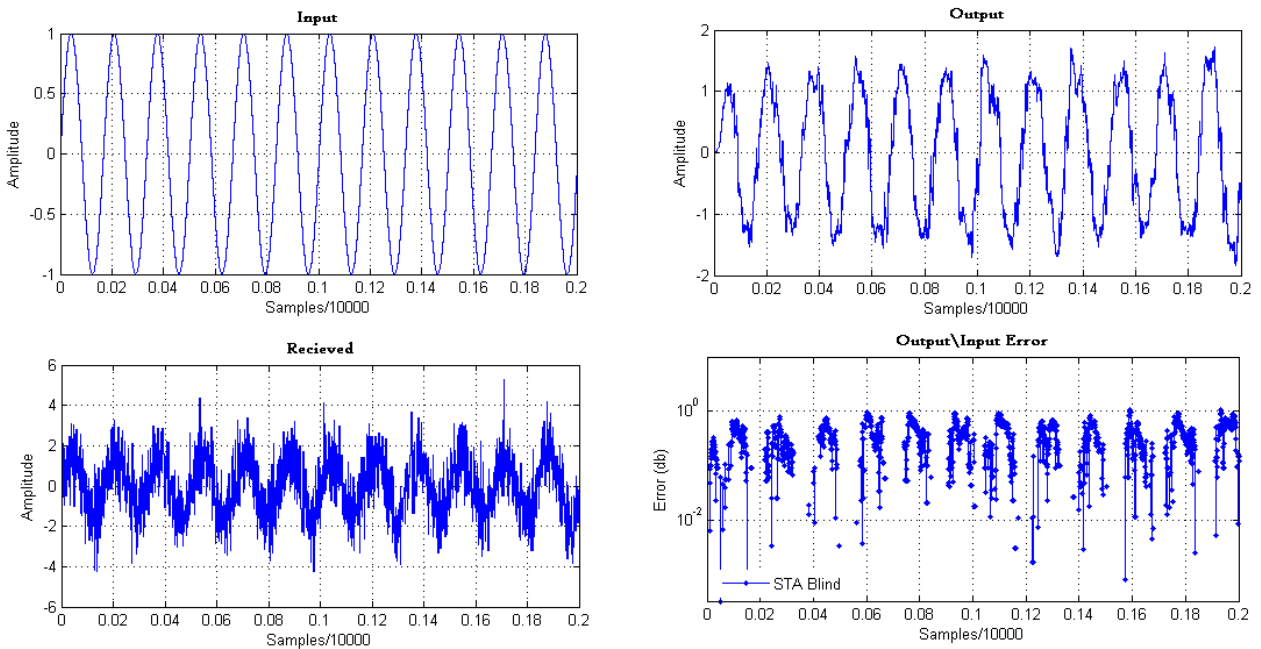 Input
1
0.5
0
-0.5
-1
Amplitude
0 0.02 0.04 0.06 0.08 0.1 0.12 0.14 0.16 0.18 0.2
Samples/10000
Output
2
1
0
-1
-2
Amplitude
0 0.02 0.04 0.06 0.08 0.1 0.12 0.14 0.16 0.18 0.2
Samples/10000
Recieved
6
4
2
0
-2
-4
-6
Amplitude
0 0.02 0.04 0.06 0.08 0.1 0.12 0.14 0.16 0.18 0.2
Samples/10000
Output\Input Error
10^0
10^-2
Error (db)
STA Blind
0 0.02 0.04 0.06 0.08 0.1 0.12 0.14 0.16 0.18 0.2
Samples/10000